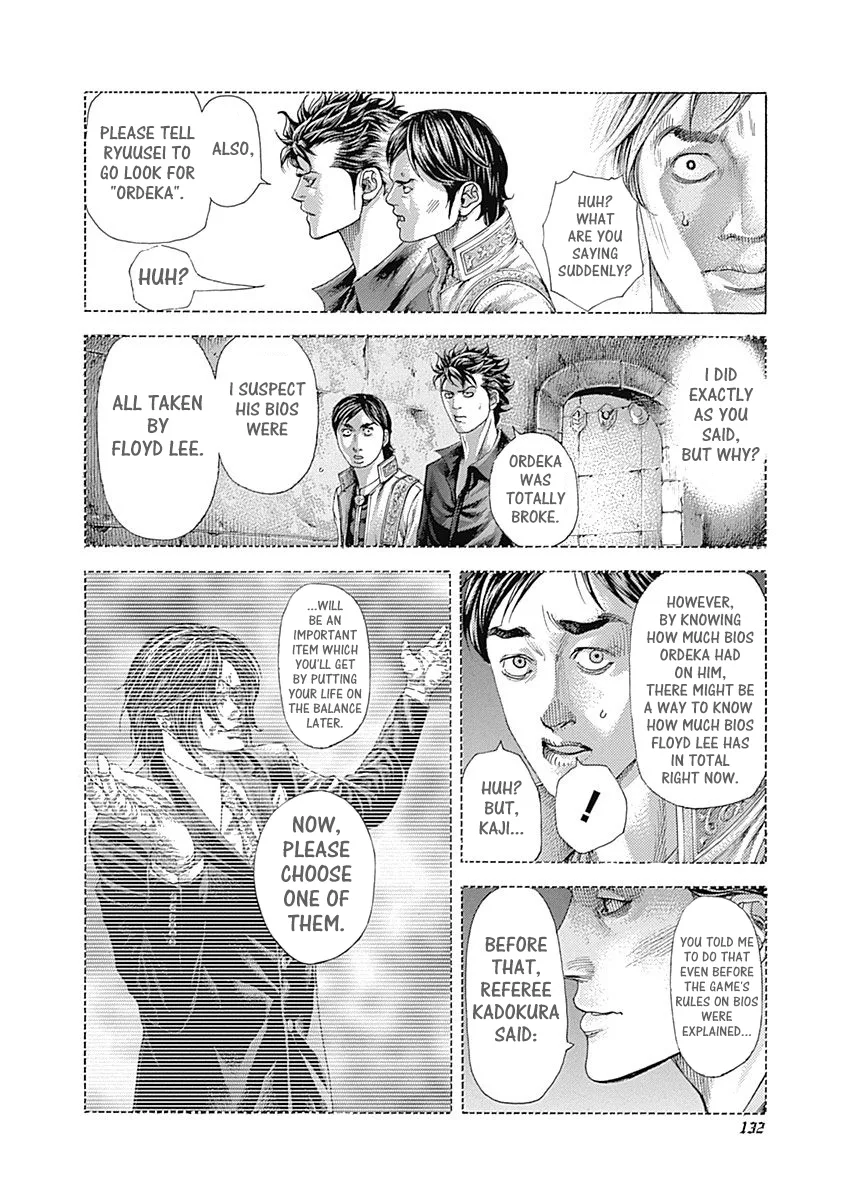 HUH?
WHAT
ARE YOU
SAYING
SUDDENLY?
ALSO,
PLEASE TELL
RYUUSEI TO
GO LOOK FOR
"ORDEKA".
HUH?
I DID
EXACTLY
AS YOU
SAID,
BUT WHY?
ORDEKA
WAS
TOTALLY
BROKE.
I SUSPECT
HIS BIOS
WERE
ALL TAKEN
BY
FLOYD LEE.
HOWEVER,
BY KNOWING
HOW MUCH BIOS
ORDEKA HAD
ON HIM,
THERE MIGHT BE
A WAY TO KNOW
HOW MUCH BIOS
FLOYD LEE HAS
IN TOTAL
RIGHT NOW.
!
HUH?
BUT,
KAJI...
YOU TOLD ME
TO DO THAT
EVEN BEFORE
THE GAME'S
RULES ON BIOS
WERE
EXPLAINED...
BEFORE
THAT,
REFEREE
KADOKURA
SAID:
...WILL
BE AN
IMPORTANT
ITEM WHICH
YOU'LL GET
BY PUTTING
YOUR LIFE ON
THE BALANCE
LATER.
NOW,
PLEASE
CHOOSE
ONE OF
THEM.
132